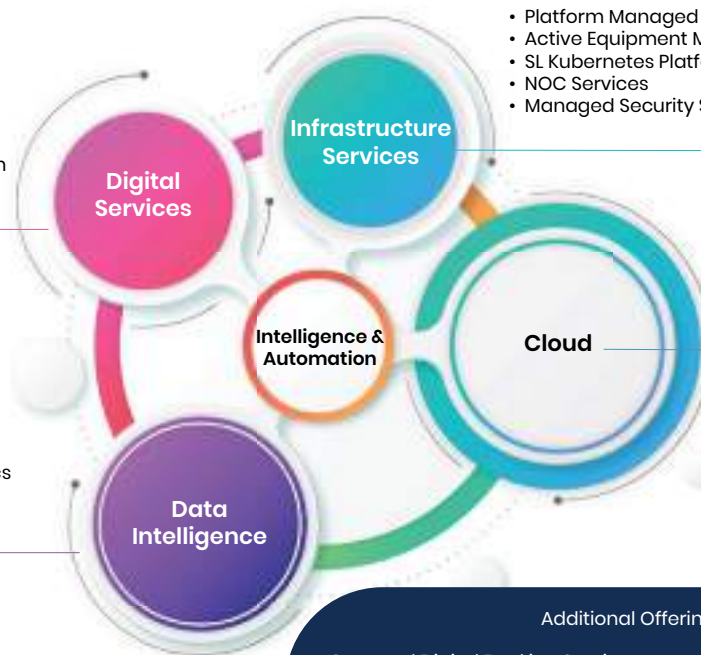 • Platform Managed
• Active Equipment M
• SL Kubernetes Platf
• NOC Services
• Managed Security S
Infrastructure
Services
Digital
Services
n
Intelligence &
Automation
Cloud
cs
Data
Intelligence
Additional Offerin